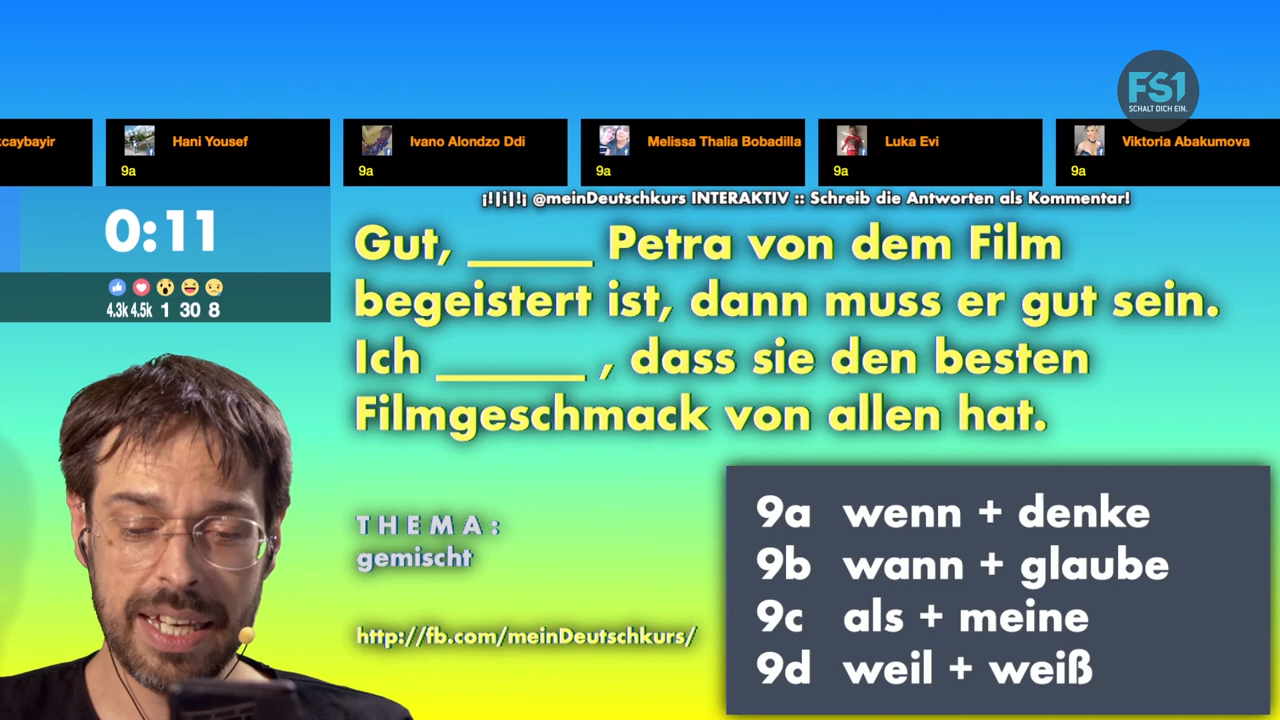 FS1
SCHALT DICH EIN.
caybayir
Hani Yousef
Ivano Alondzo Ddi
Melissa Thalia Bobadilla
Luka Evi
Viktoria Abakumova
9a
9a
9a
9a
9a
¡!|i|!¡ @meinDeutschkurs INTERAKTIV :: Schreib die Antworten als Kommentar!
0:11
4.3k 4.5k 1 30 8
Gut, _____ Petra von dem Film
begeistert ist, dann muss er gut sein.
Ich ______ , dass sie den besten
Filmgeschmack von allen hat.
THEMA:
gemischt
http://fb.com/meinDeutschkurs/
9a wenn + denke
9b wann + glaube
9c als + meine
9d weil + weiß